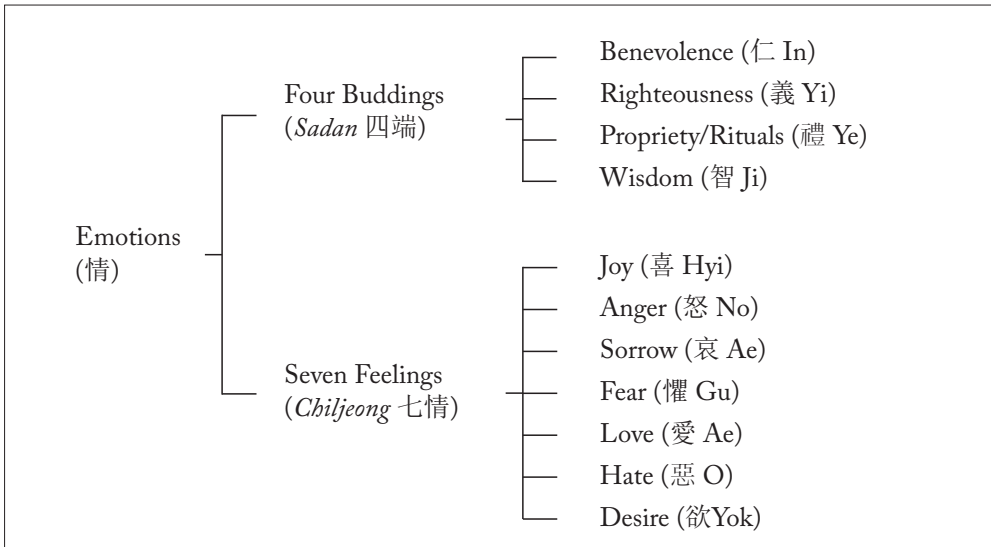 Emotions
(情)
Four Buddings
(Sadan 四端)
Benevolence (仁 In)
Righteousness (義 Yi)
Propriety/Rituals (禮 Ye)
Wisdom (智 Ji)
Seven Feelings
(Chiljeong 七情)
Joy (喜 Hyi)
Anger (怒 No)
Sorrow (哀 Ae)
Fear (懼 Gu)
Love (愛 Ae)
Hate (惡 O)
Desire (欲Yok)